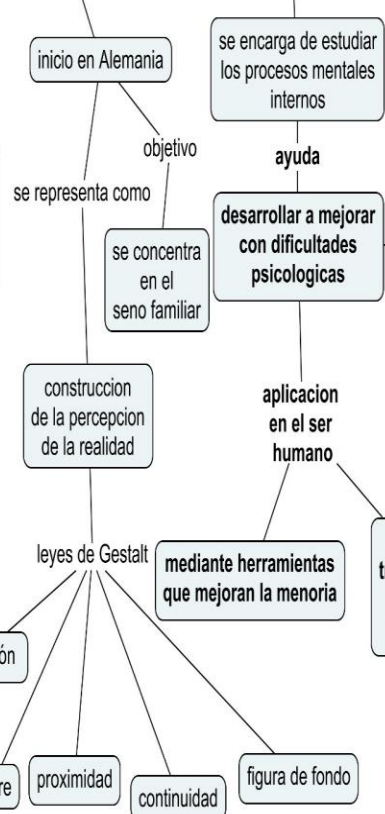 inicio en Alemania
se representa como
objetivo
se concentra
en el
seno familiar
construccion
de la percepcion
de la realidad
leyes de Gestalt
proximidad
continuidad
figura de fondo
se encarga de estudiar
los procesos mentales
internos
ayuda
desarrollar a mejorar
con dificultades
psicologicas
aplicacion
en el ser
humano
mediante herramientas
que mejoran la menoria